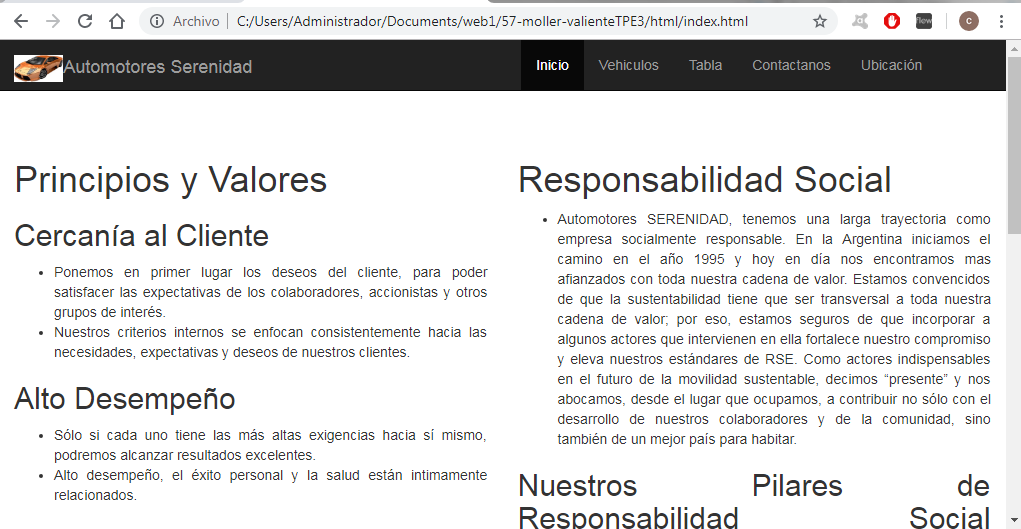 Archivo C:/Users/Administrador/Documents/web1/57-moller-valienteTPE3/html/index.html
flow
c
Automotores Serenidad
Inicio Vehiculos Tabla Contactanos Ubicación
Principios y Valores
Cercanía al Cliente
Ponemos en primer lugar los deseos del cliente, para poder
satisfacer las expectativas de los colaboradores, accionistas y otros
grupos de interés.
Nuestros criterios internos se enfocan consistentemente hacia las
necesidades, expectativas y deseos de nuestros clientes.
Alto Desempeño
Sólo si cada uno tiene las más altas exigencias hacia sí mismo,
podremos alcanzar resultados excelentes.
Alto desempeño, el éxito personal y la salud están intimamente
relacionados.
Responsabilidad Social
Automotores SERENIDAD, tenemos una larga trayectoria como
empresa socialmente responsable. En la Argentina iniciamos el
camino en el año 1995 y hoy en día nos encontramos mas
afianzados con toda nuestra cadena de valor. Estamos convencidos
de que la sustentabilidad tiene que ser transversal a toda nuestra
cadena de valor; por eso, estamos seguros de que incorporar a
algunos actores que intervienen en ella fortalece nuestro compromiso
y eleva nuestros estándares de RSE. Como actores indispensables
en el futuro de la movilidad sustentable, decimos “presente” y nos
abocamos, desde el lugar que ocupamos, a contribuir no sólo con el
desarrollo de nuestros colaboradores y de la comunidad, sino
también de un mejor país para habitar.
Nuestros Pilares de
Responsabilidad Social